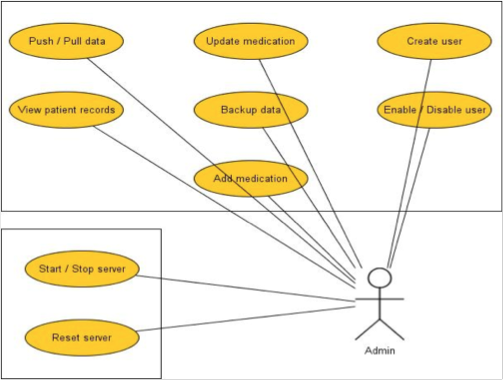 Push / Pull data
Update medication
Create user
View patient records
Backup data
Enable / Disable user
Add medication
Start / Stop server
Reset server
Admin